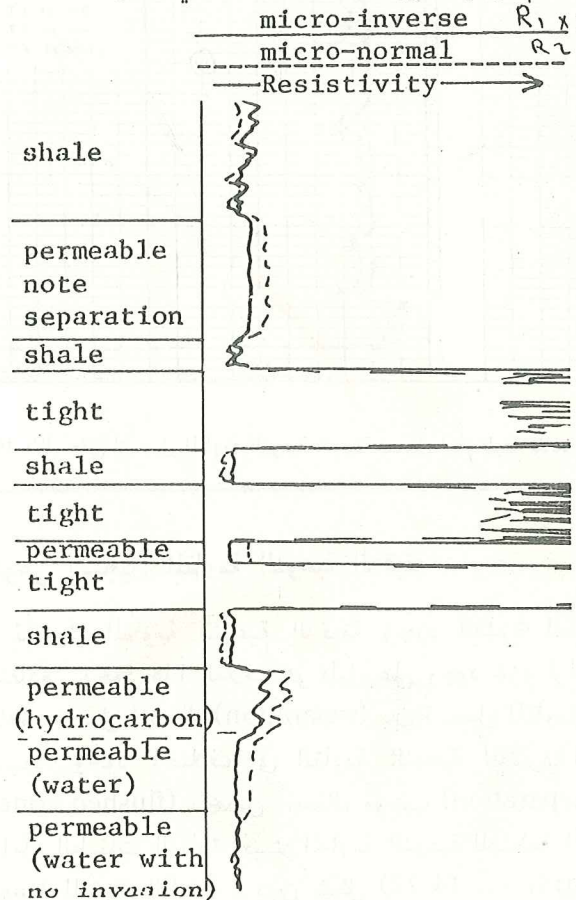 micro-inverse R1 x
micro-normal R2
Resistivity
shale
permeable
note
separation
shale
tight
shale
tight
permeable
tight
shale
permeable
(hydrocarbon)
permeable
(water)
permeable
(water with
no invasion)